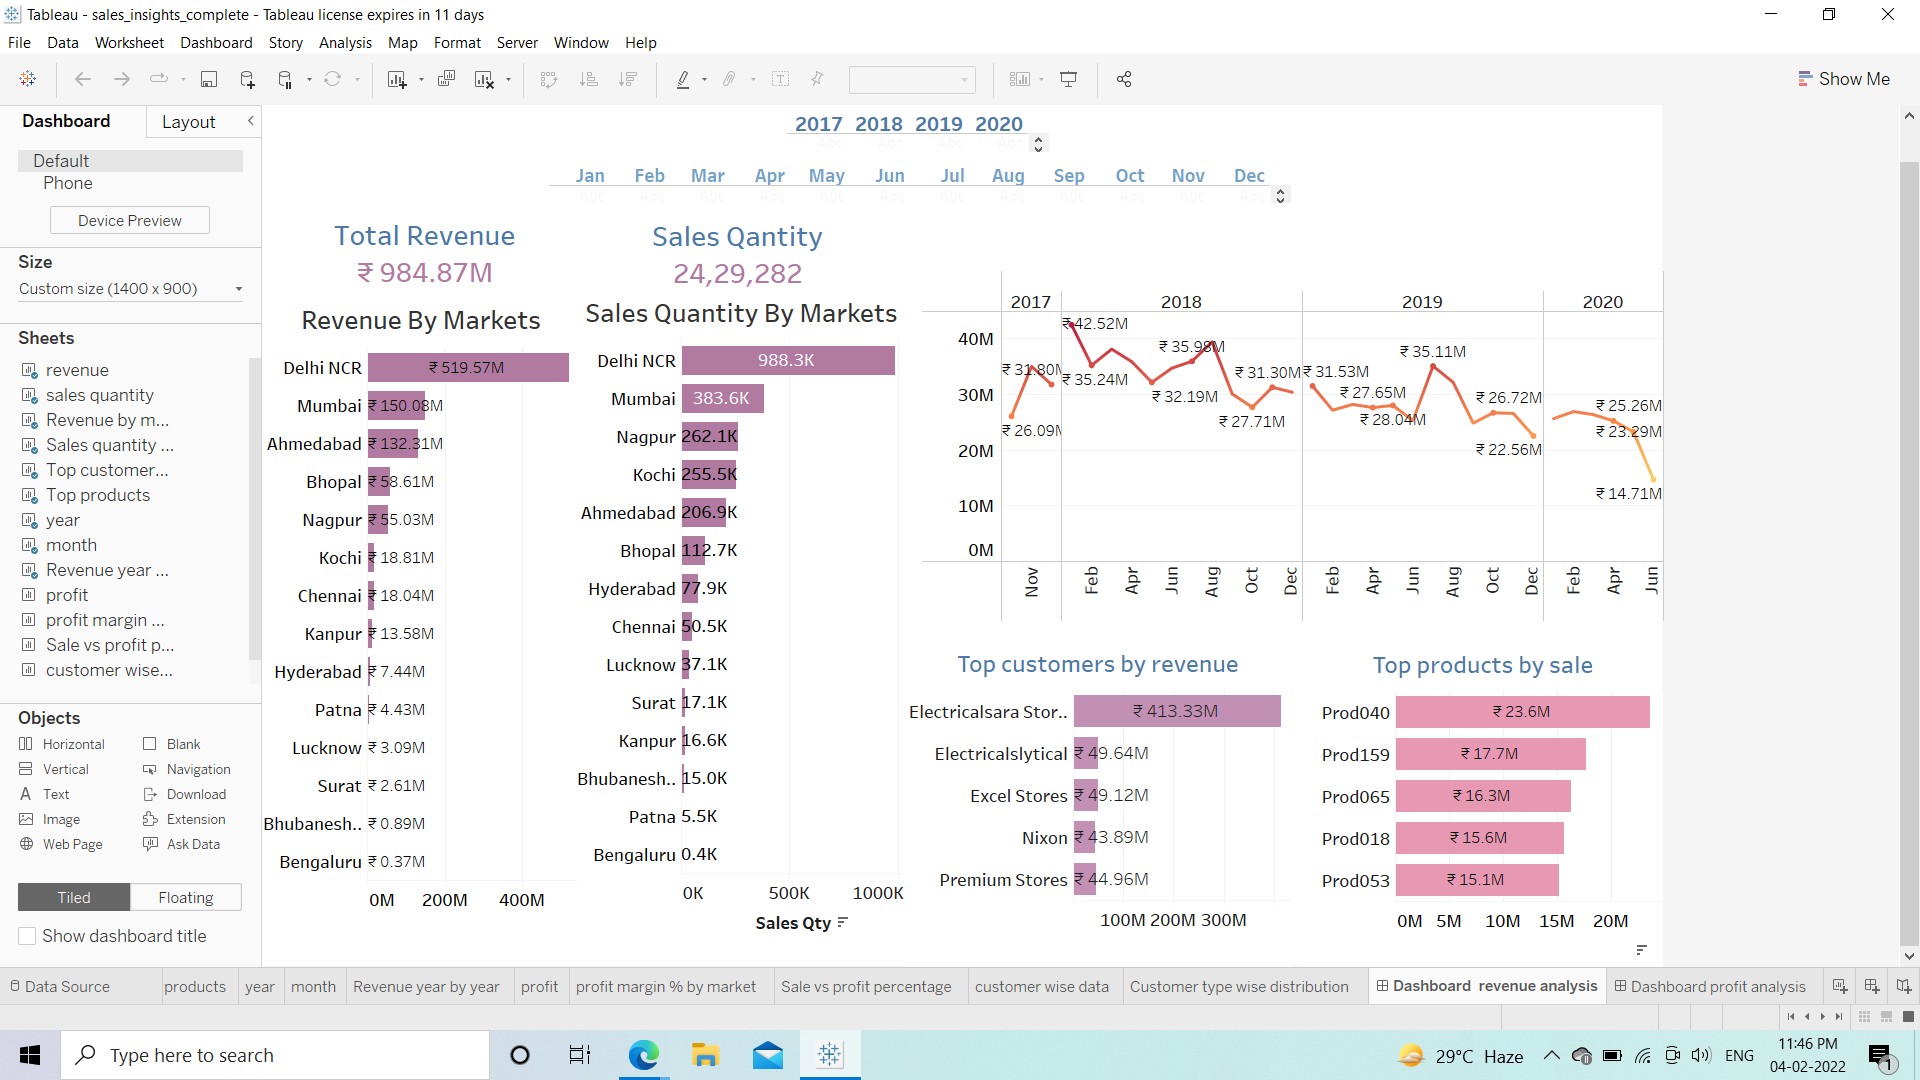 Tableau - sales_insights_complete - Tableau license expires in 11 days
File Data Worksheet Dashboard Story Analysis Map Format Server Window Help
Show Me
Dashboard Layout
Default
Phone
Device Preview
Size
Custom size (1400 x 900)
Sheets
revenue
sales quantity
Revenue by m...
Sales quantity ...
Top customer...
Top products
year
month
Revenue year ...
profit
profit margin ...
Sale vs profit p...
customer wise...
Objects
Horizontal Blank
Vertical Navigation
Text Download
Image Extension
Web Page Ask Data
Tiled Floating
Show dashboard title
2017 2018 2019 2020
Abc Abc Abc Abc
Jan Feb Mar Apr May Jun Jul Aug Sep Oct Nov Dec
Abc Abc Abc Abc Abc Abc Abc Abc Abc Abc Abc Abc
Total Revenue
₹ 984.87M
Sales Qantity
24,29,282
Revenue By Markets
Delhi NCR ₹ 519.57M
Mumbai ₹ 150.08M
Ahmedabad ₹ 132.31M
Bhopal ₹ 58.61M
Nagpur ₹ 55.03M
Kochi ₹ 18.81M
Chennai ₹ 18.04M
Kanpur ₹ 13.58M
Hyderabad ₹ 7.44M
Patna ₹ 4.43M
Lucknow ₹ 3.09M
Surat ₹ 2.61M
Bhubanesh.. ₹ 0.89M
Bengaluru ₹ 0.37M
0M 200M 400M
Sales Quantity By Markets
Delhi NCR 988.3K
Mumbai 383.6K
Nagpur 262.1K
Kochi 255.5K
Ahmedabad 206.9K
Bhopal 112.7K
Hyderabad 77.9K
Chennai 50.5K
Lucknow 37.1K
Surat 17.1K
Kanpur 16.6K
Bhubanesh.. 15.0K
Patna 5.5K
Bengaluru 0.4K
0K 500K 1000K
Sales Qty
2017 2018 2019 2020
40M
30M
20M
10M
0M
₹ 31.80M
₹ 26.09M
₹ 42.52M
₹ 35.24M
₹ 35.98M
₹ 32.19M
₹ 31.30M
₹ 27.71M
₹ 31.53M
₹ 27.65M
₹ 28.04M
₹ 35.11M
₹ 26.72M
₹ 22.56M
₹ 25.26M
₹ 23.29M
₹ 14.71M
Nov Feb Apr Jun Aug Oct Dec Feb Apr Jun Aug Oct Dec Feb Apr Jun
Top customers by revenue
Electricalsara Stor.. ₹ 413.33M
Electricalslytical ₹ 49.64M
Excel Stores ₹ 49.12M
Nixon ₹ 43.89M
Premium Stores ₹ 44.96M
100M 200M 300M
Top products by sale
Prod040 ₹ 23.6M
Prod159 ₹ 17.7M
Prod065 ₹ 16.3M
Prod018 ₹ 15.6M
Prod053 ₹ 15.1M
0M 5M 10M 15M 20M
Data Source products year month Revenue year by year profit profit margin % by market Sale vs profit percentage customer wise data Customer type wise distribution Dashboard revenue analysis Dashboard profit analysis
Type here to search
29°C Haze
ENG
11:46 PM
04-02-2022
1